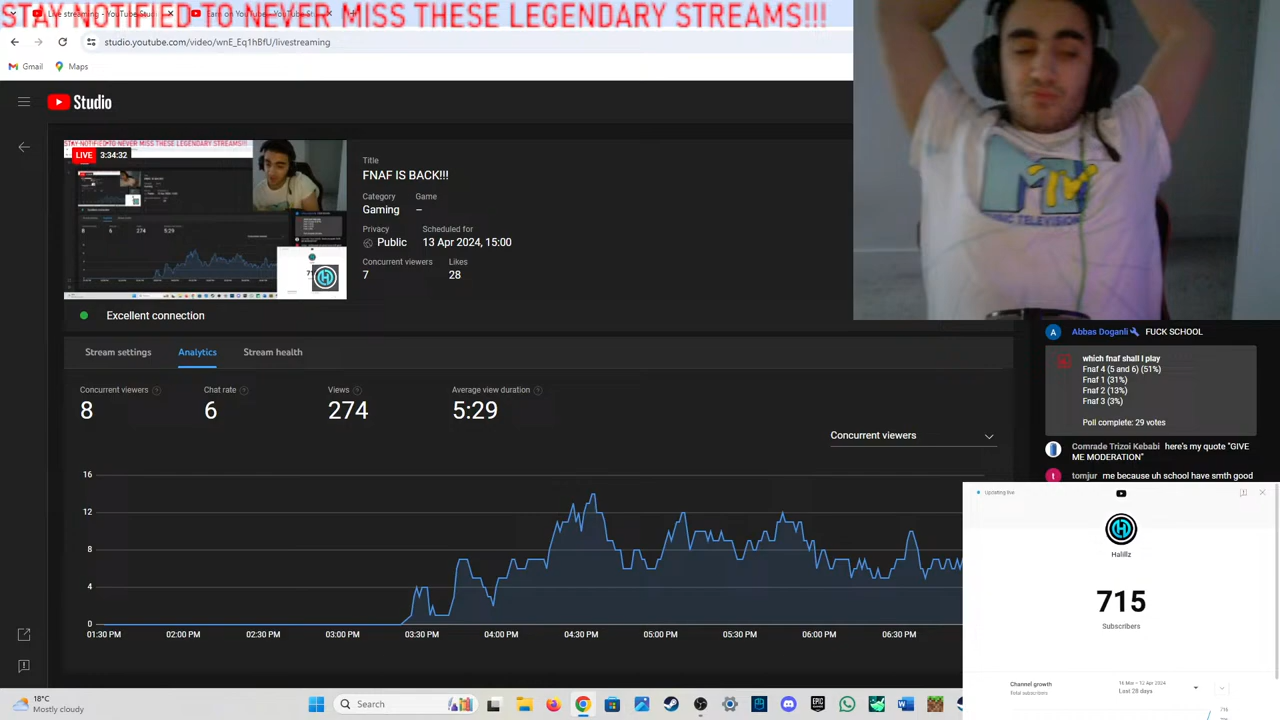 STAY NOTIFIED TO NEVER MISS THESE LEGENDARY STREAMS!!!
studio.youtube.com/video/wnE_Eq1hBfU/livestreaming
Gmail
Maps
Studio
LIVE 3:34:32
Title
FNAF IS BACK!!!
Category Game
Gaming –
Privacy Scheduled for
Public 13 Apr 2024, 15:00
Concurrent viewers Likes
7 28
Excellent connection
Stream settings Analytics Stream health
Concurrent viewers Chat rate Views Average view duration
8 6 274 5:29
Concurrent viewers
16
12
8
4
0
01:30 PM 02:00 PM 02:30 PM 03:00 PM 03:30 PM 04:00 PM 04:30 PM 05:00 PM 05:30 PM 06:00 PM 06:30 PM
MTV
MUSIC TELEVISION
A Abbas Doganli FUCK SCHOOL
which fnaf shall I play
Fnaf 4 (5 and 6) (51%)
Fnaf 1 (31%)
Fnaf 2 (13%)
Fnaf 3 (3%)
Poll complete: 29 votes
Comrade Trizoi Kebabi here's my quote "GIVE
ME MODERATION"
t tomjur me because uh school have smth good
Updating live
Halillz
715
Subscribers
Channel growth
Total subscribers
Last 28 days
18°C
Mostly cloudy
Search